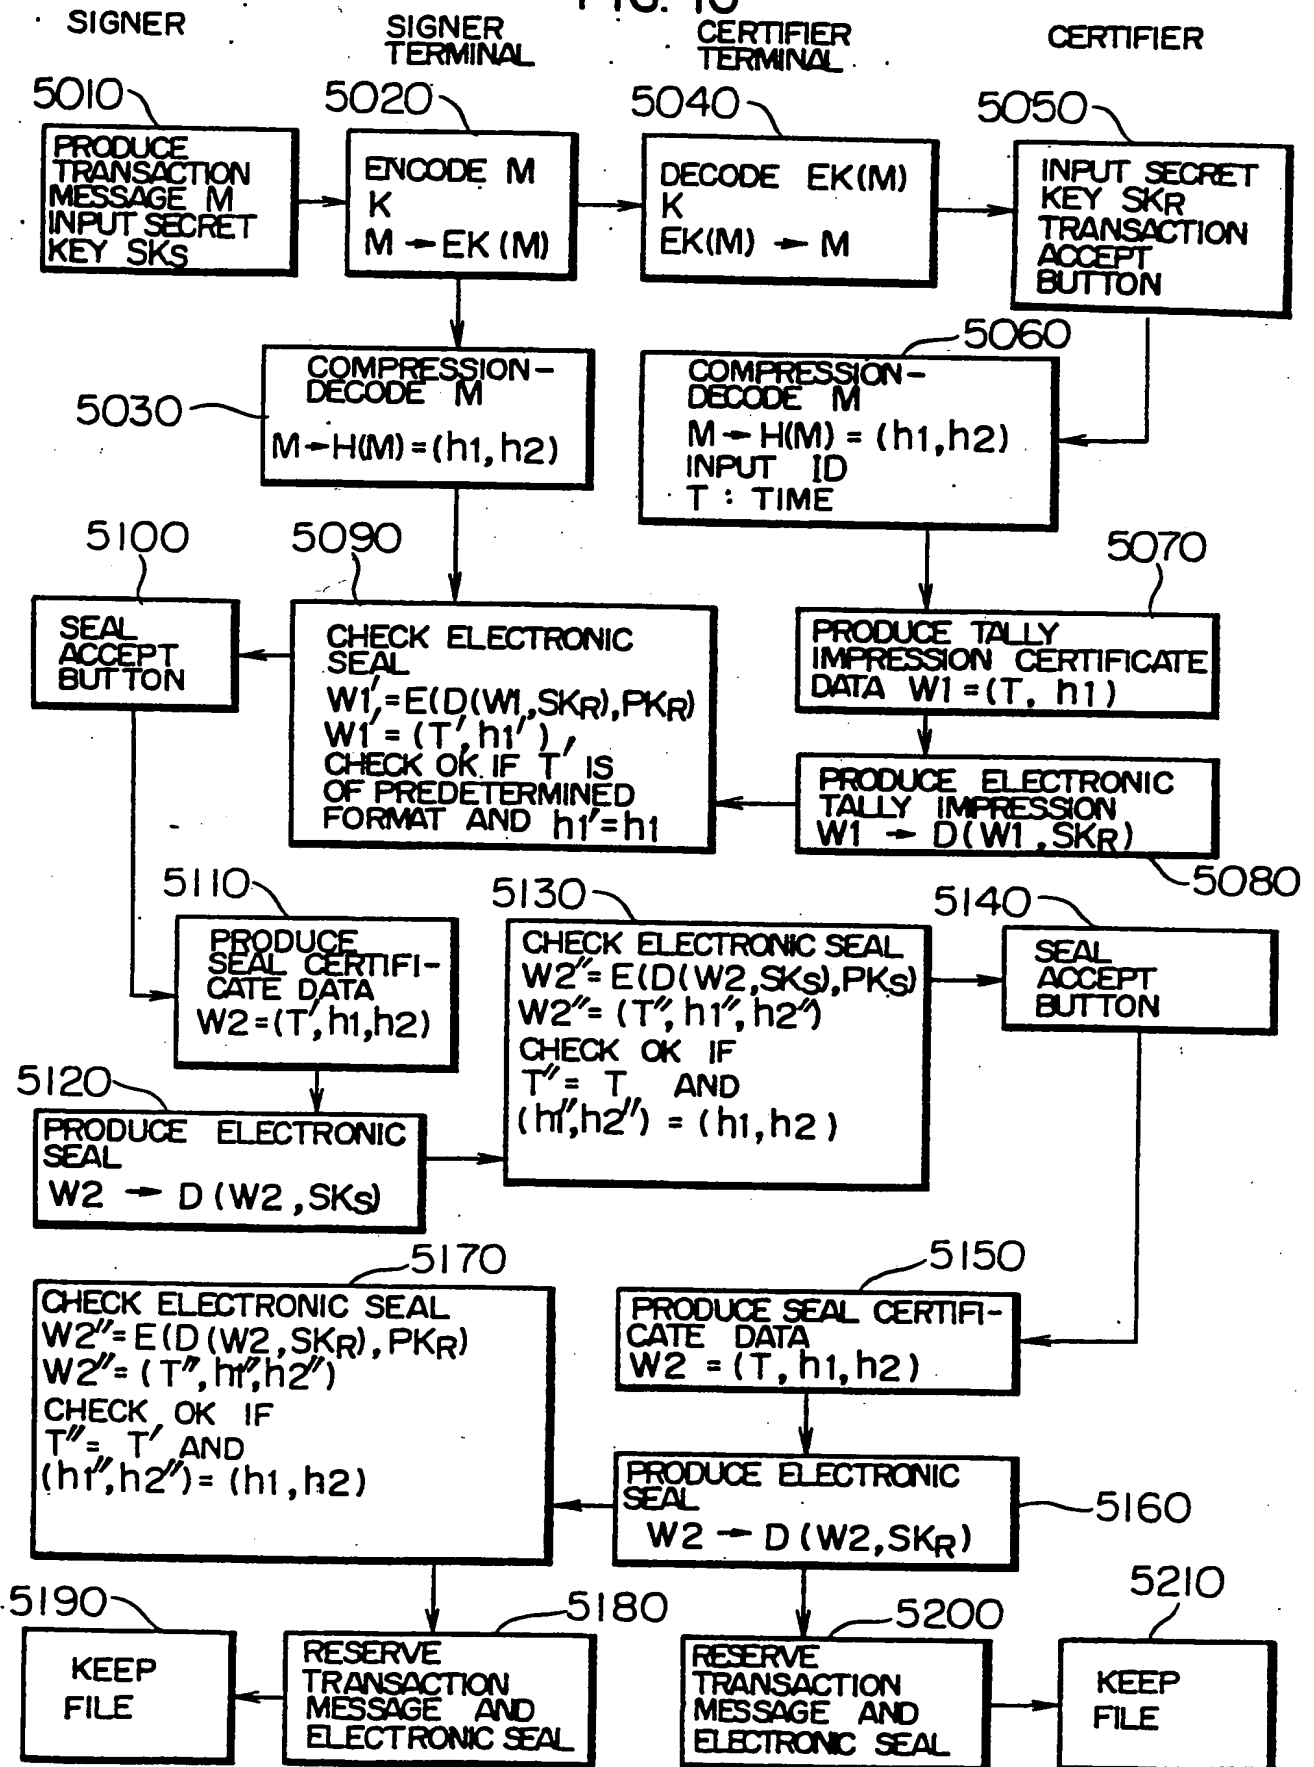 FIG. 10
SIGNER
SIGNER
TERMINAL
CERTIFIER
TERMINAL
CERTIFIER
5010
PRODUCE
TRANSACTION
MESSAGE M
INPUT SECRET
KEY SKS
5020
ENCODE M
K
M → EK (M)
5040
DECODE EK(M)
K
EK(M) → M
5050
INPUT SECRET
KEY SKR
TRANSACTION
ACCEPT
BUTTON
5030
COMPRESSION-
DECODE M
M → H(M) = (h1, h2)
5060
COMPRESSION-
DECODE M
M → H(M) = (h1, h2)
INPUT ID
T : TIME
5100
SEAL
ACCEPT
BUTTON
5090
CHECK ELECTRONIC
SEAL
W1' = E(D(W1, SKR), PKR)
W1' = (T', h1'),
CHECK OK IF T' IS
OF PREDETERMINED
FORMAT AND h1' = h1
5070
PRODUCE TALLY
IMPRESSION CERTIFICATE
DATA W1 = (T, h1)
PRODUCE ELECTRONIC
TALLY IMPRESSION
W1 → D(W1, SKR)
5080
5110
PRODUCE
SEAL CERTIFI-
CATE DATA
W2 = (T', h1, h2)
5130
CHECK ELECTRONIC SEAL
W2" = E(D(W2, SKS), PKS)
W2" = (T", h1", h2")
CHECK OK IF
T" = T AND
(h1", h2") = (h1, h2)
5140
SEAL
ACCEPT
BUTTON
5120
PRODUCE ELECTRONIC
SEAL
W2 → D (W2, SKS)
5170
CHECK ELECTRONIC SEAL
W2" = E(D (W2, SKR), PKR)
W2" = (T", h1", h2")
CHECK OK IF
T" = T' AND
(h1", h2") = (h1, h2)
5150
PRODUCE SEAL CERTIFI-
CATE DATA
W2 = (T, h1, h2)
PRODUCE ELECTRONIC
SEAL
W2 → D (W2, SKR)
5160
5190
KEEP
FILE
5180
RESERVE
TRANSACTION
MESSAGE AND
ELECTRONIC SEAL
5200
RESERVE
TRANSACTION
MESSAGE AND
ELECTRONIC SEAL
5210
KEEP
FILE